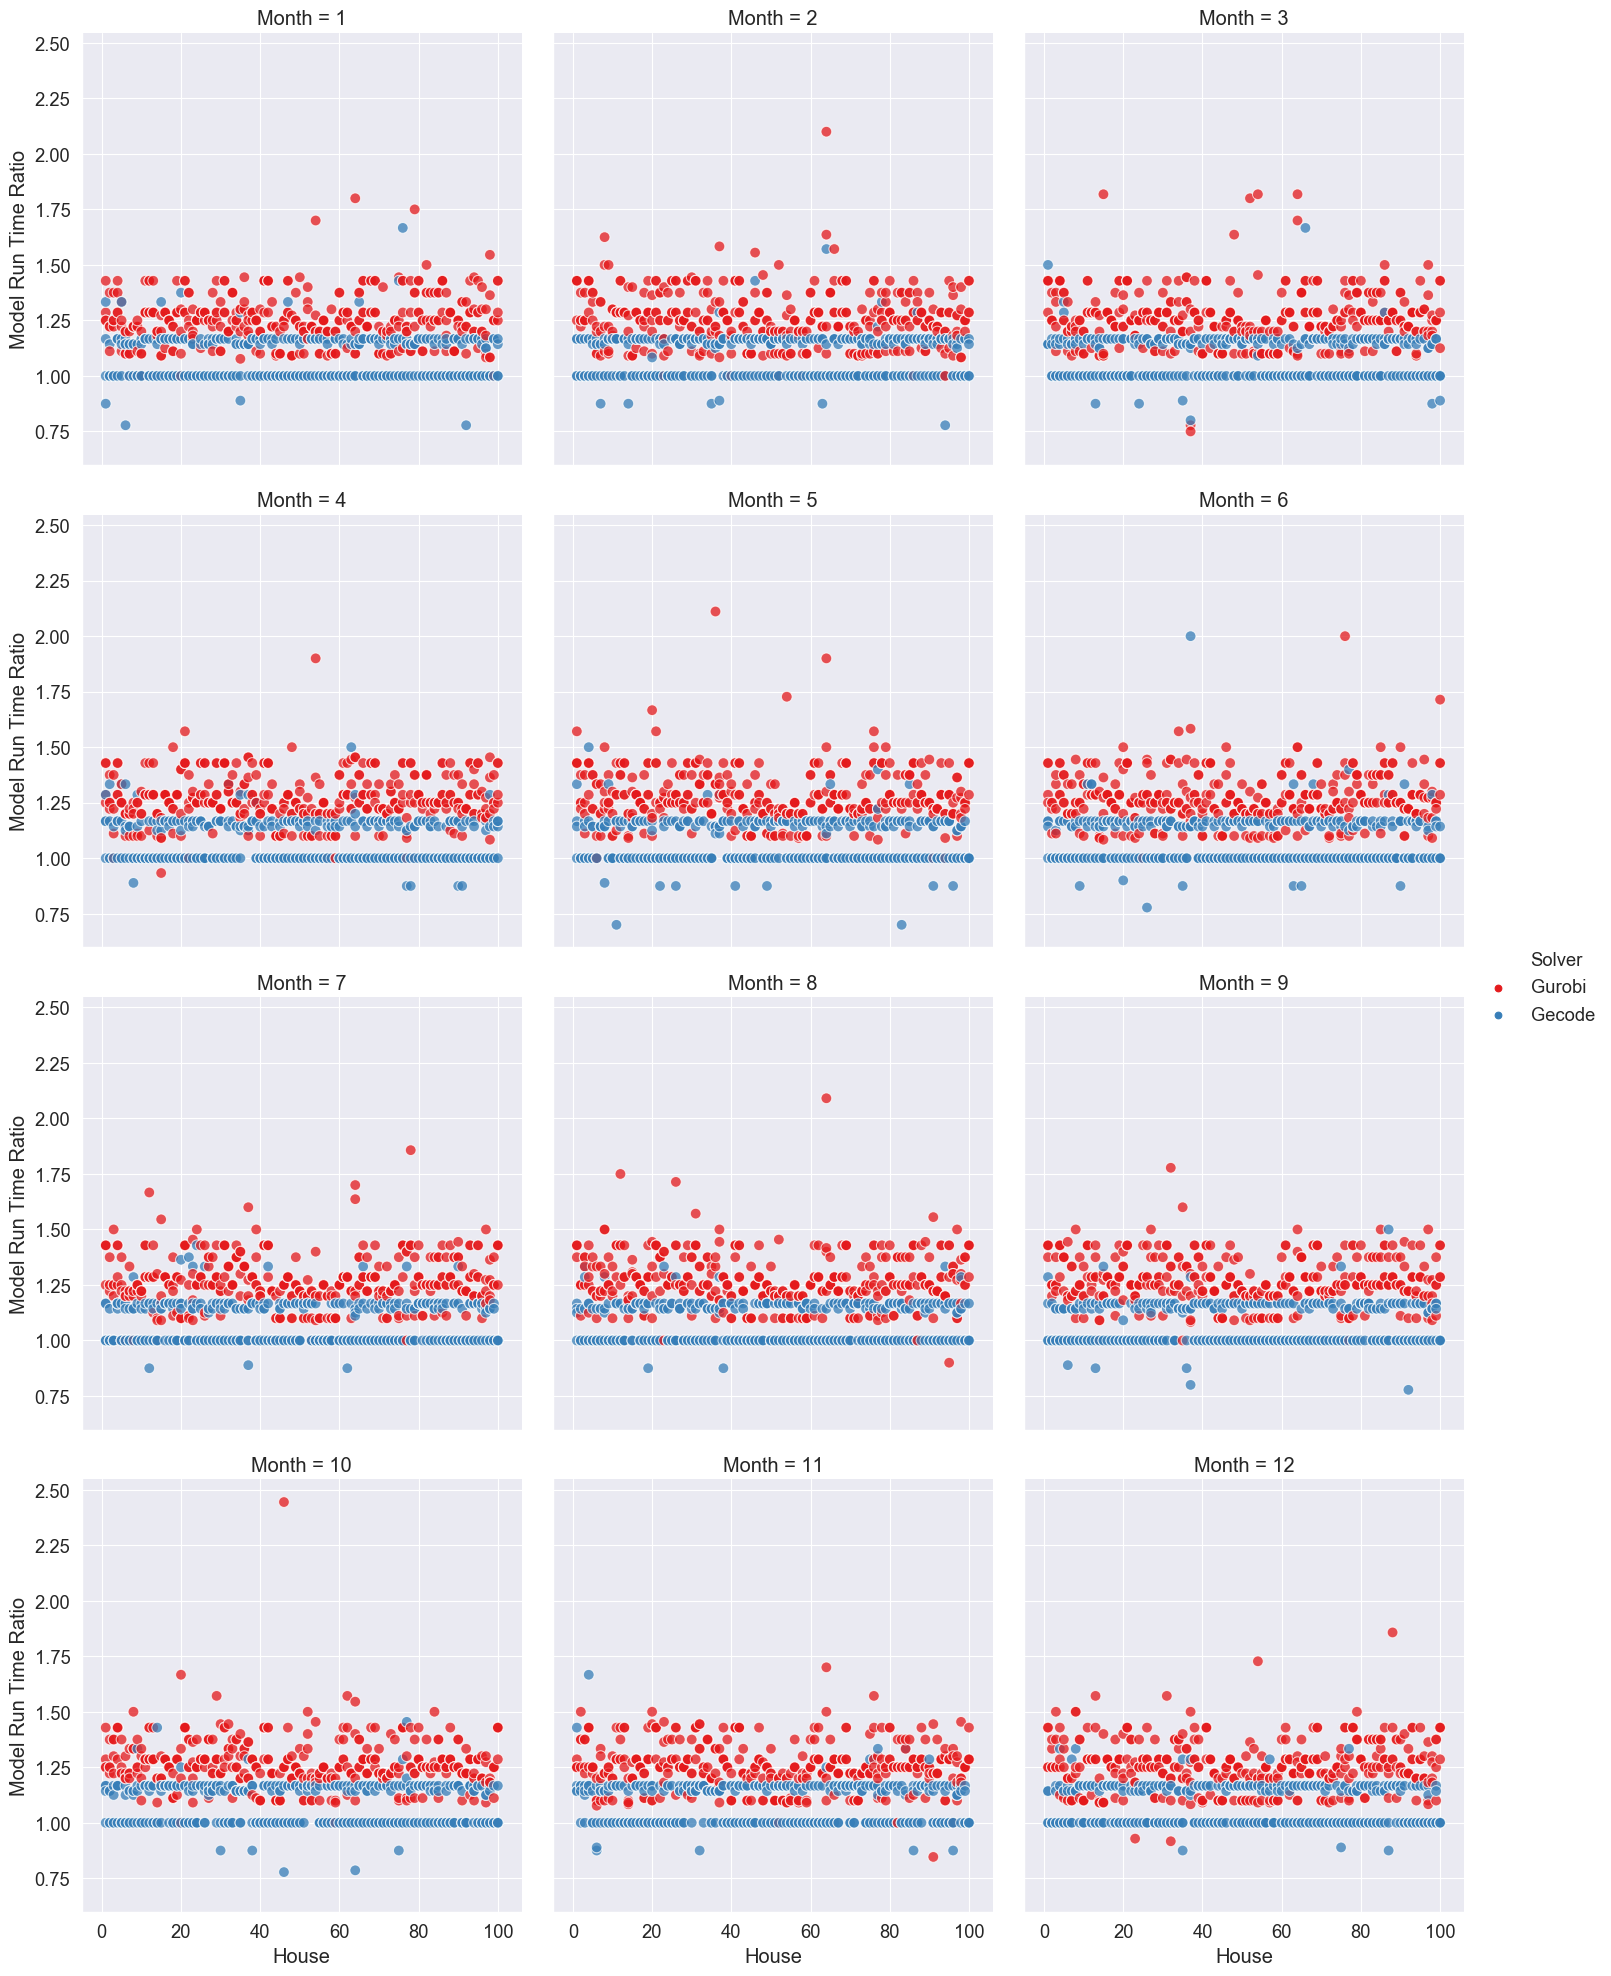 Month = 1
Month = 2
Month = 3
2.50
2.25
2.00
1.75
1.50
1.25
1.00
0.75
Model Run Time Ratio
Month = 4
Month = 5
Month = 6
2.50
2.25
2.00
1.75
1.50
1.25
1.00
0.75
Model Run Time Ratio
Solver
Gurobi
Gecode
Month = 7
Month = 8
Month = 9
2.50
2.25
2.00
1.75
1.50
1.25
1.00
0.75
Model Run Time Ratio
Month = 10
Month = 11
Month = 12
2.50
2.25
2.00
1.75
1.50
1.25
1.00
0.75
Model Run Time Ratio
0 20 40 60 80 100
0 20 40 60 80 100
0 20 40 60 80 100
House
House
House